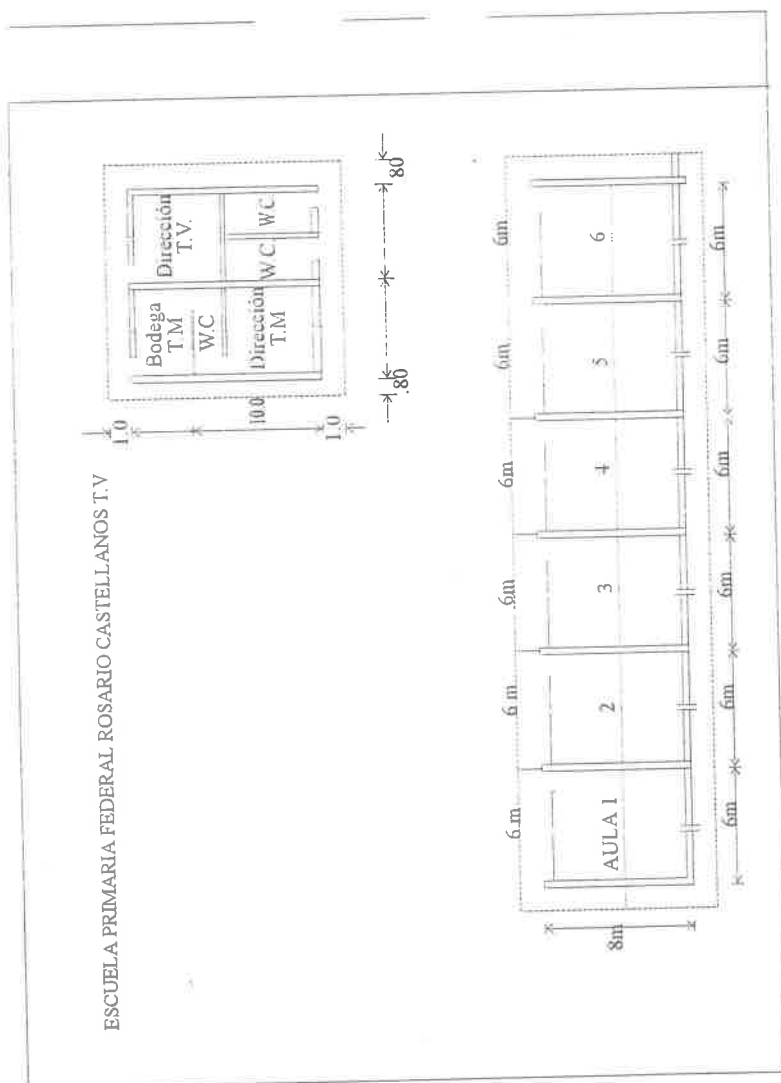 ESCUELA PRIMARIA FEDERAL ROSARIO CASTELLANOS T.V
1.0
10.0
1.0
Bodega
T.M
W.C
Dirección
T.M
Dirección
T.V.
W.C.
W.C.
.80
.80
6 m
6 m
6m
6m
6m
6m
8m
AULA 1
2
3
4
5
6
6m
6m
6m
6m
6m
6m